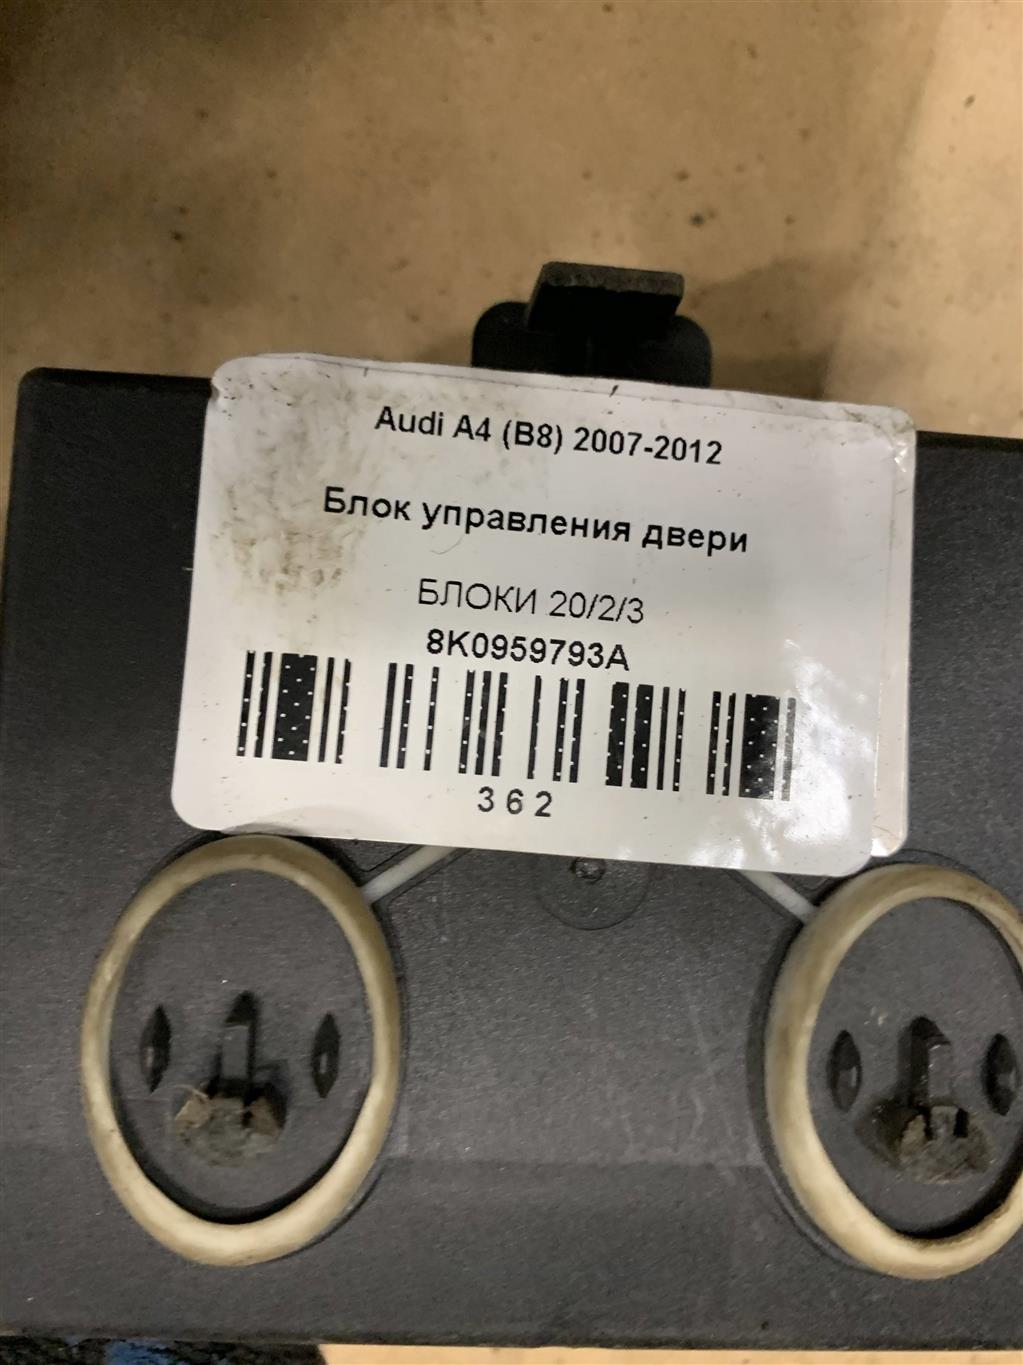 Audi A4 (B8) 2007-2012
Блок управления двери
БЛОКИ 20/2/3
8K0959793A
362